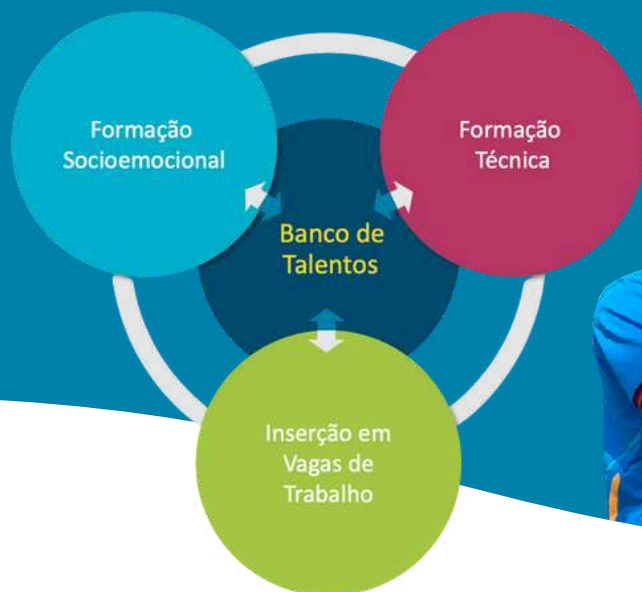 Formação
Socioemocional
Formação
Técnica
Banco de
Talentos
Inserção em
Vagas de
Trabalho